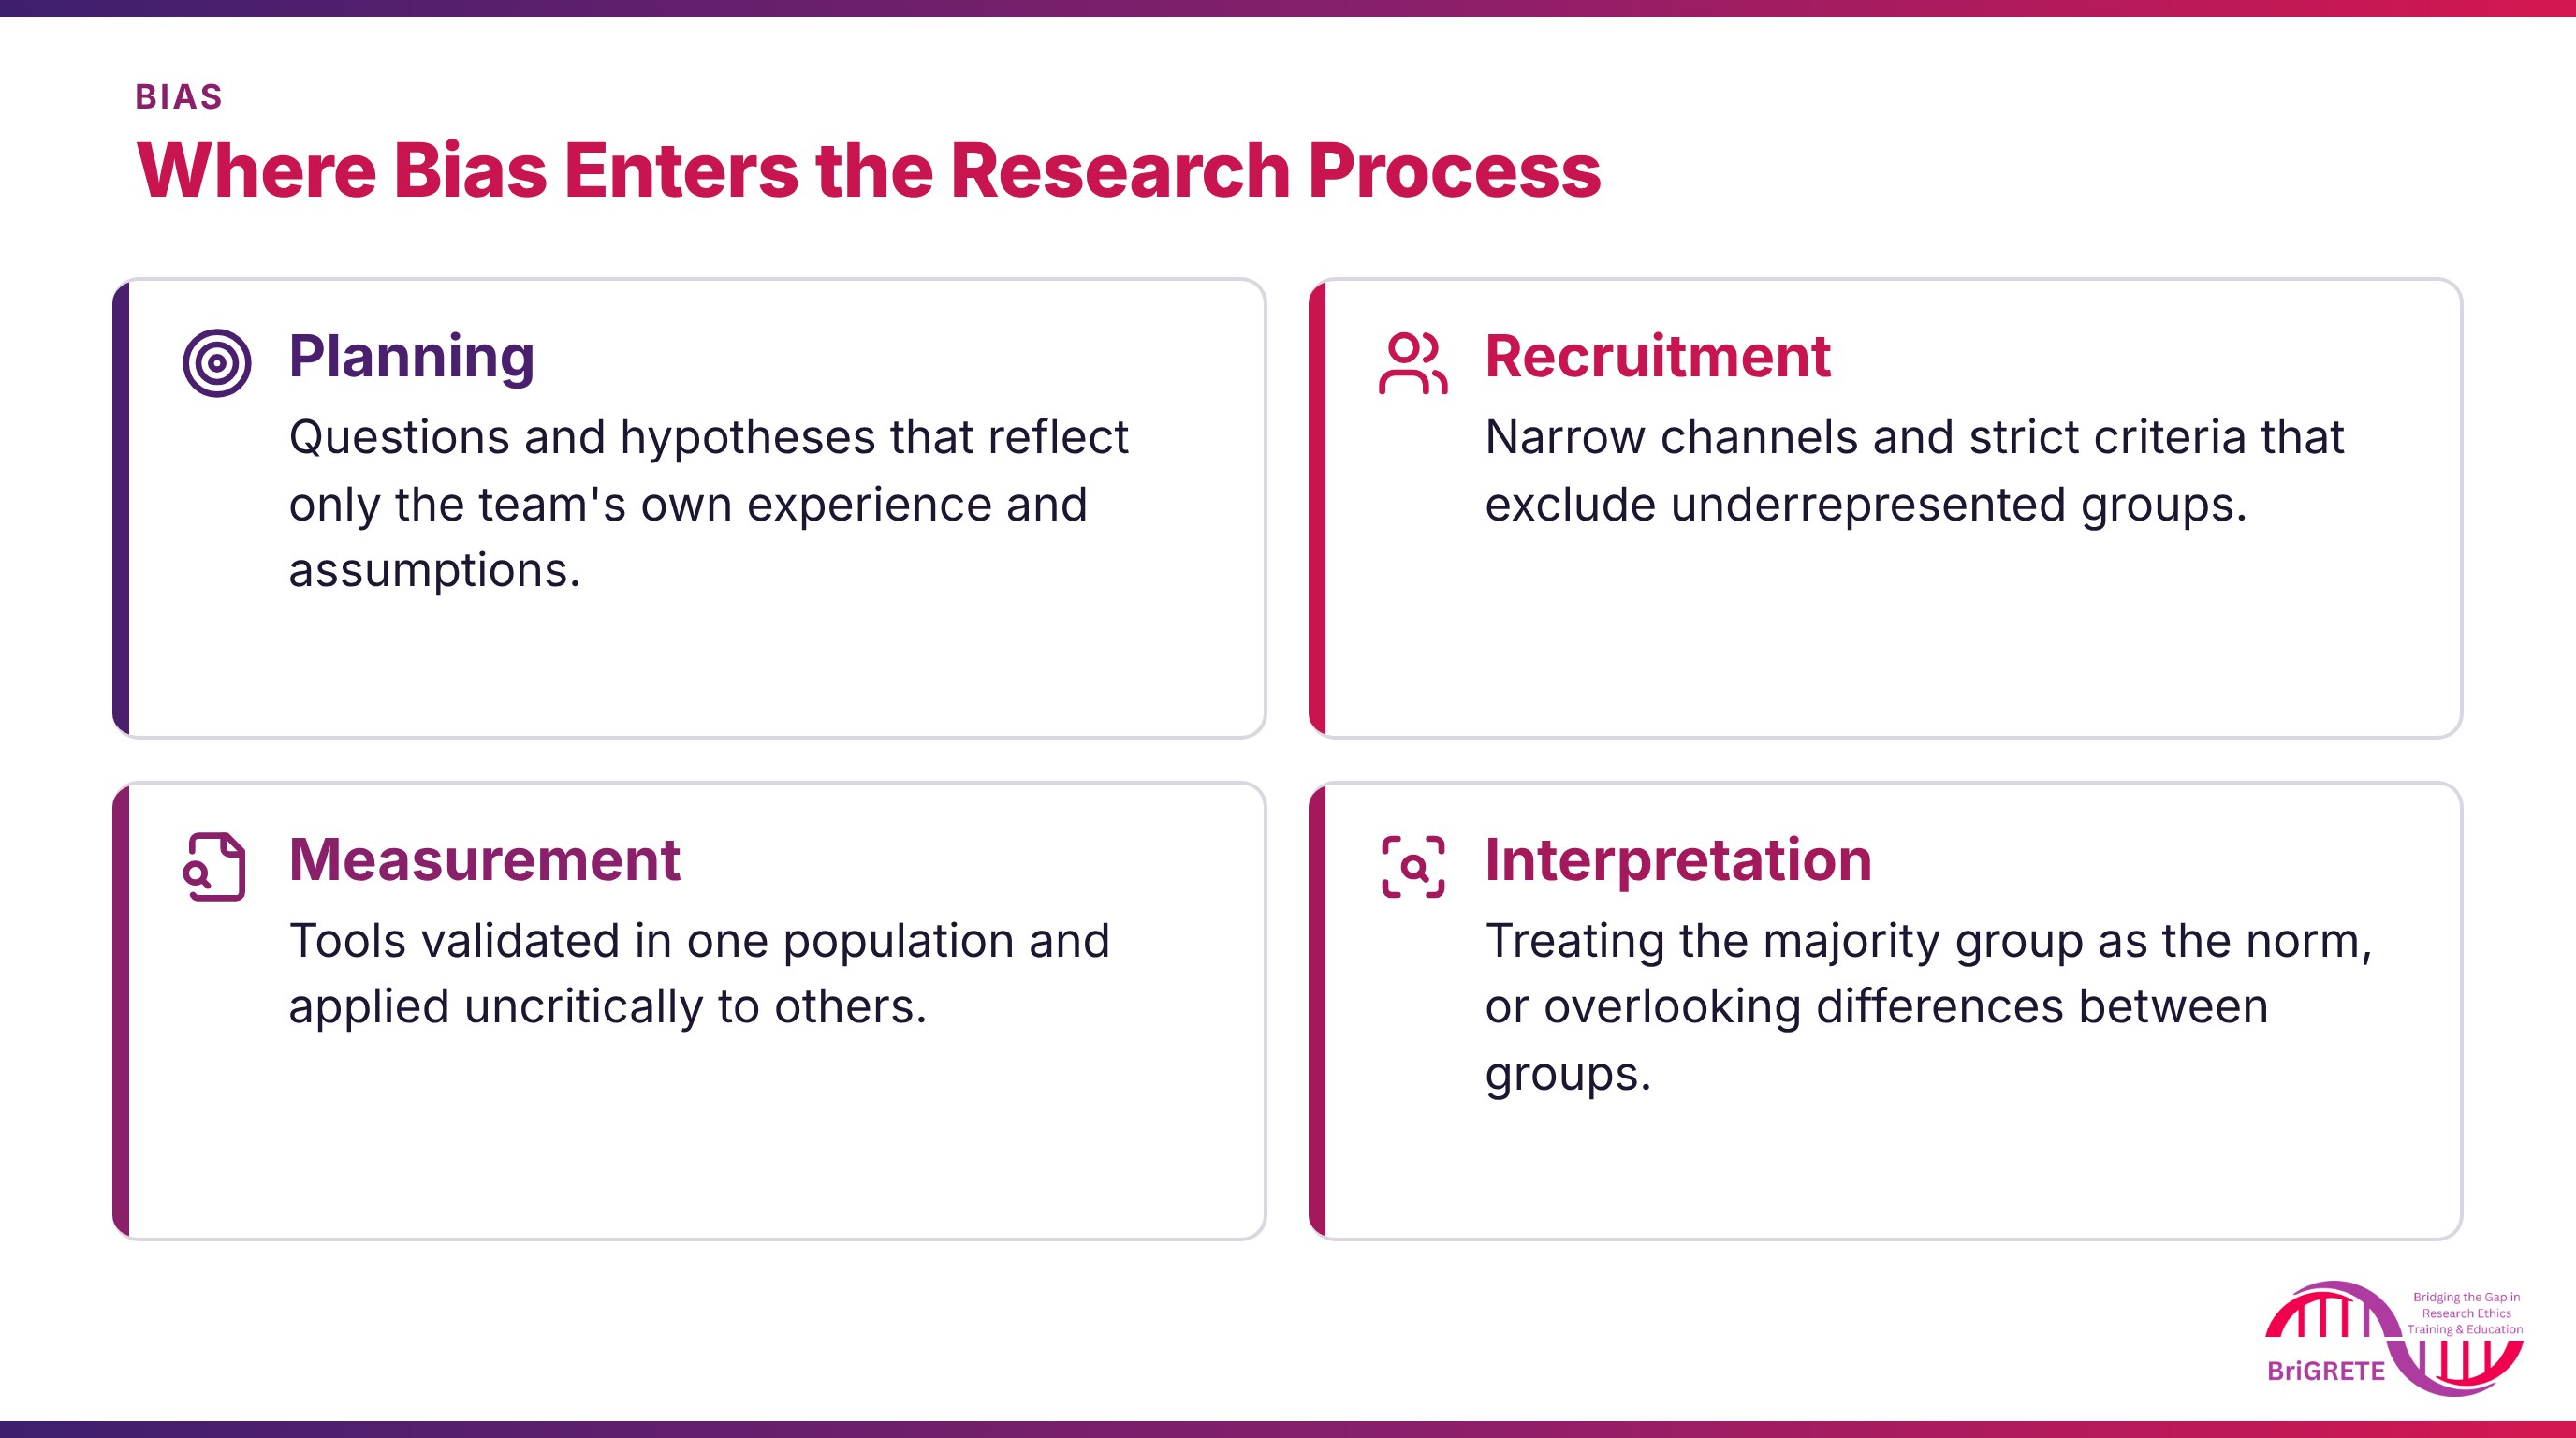 BIAS
Where Bias Enters the Research Process
Planning
Questions and hypotheses that reflect
only the team's own experience and
assumptions.
Recruitment
Narrow channels and strict criteria that
exclude underrepresented groups.
Measurement
Tools validated in one population and
applied uncritically to others.
Interpretation
Treating the majority group as the norm,
or overlooking differences between
groups.
Bridging the Gap in
Research Ethics
Training & Education
BriGRETE